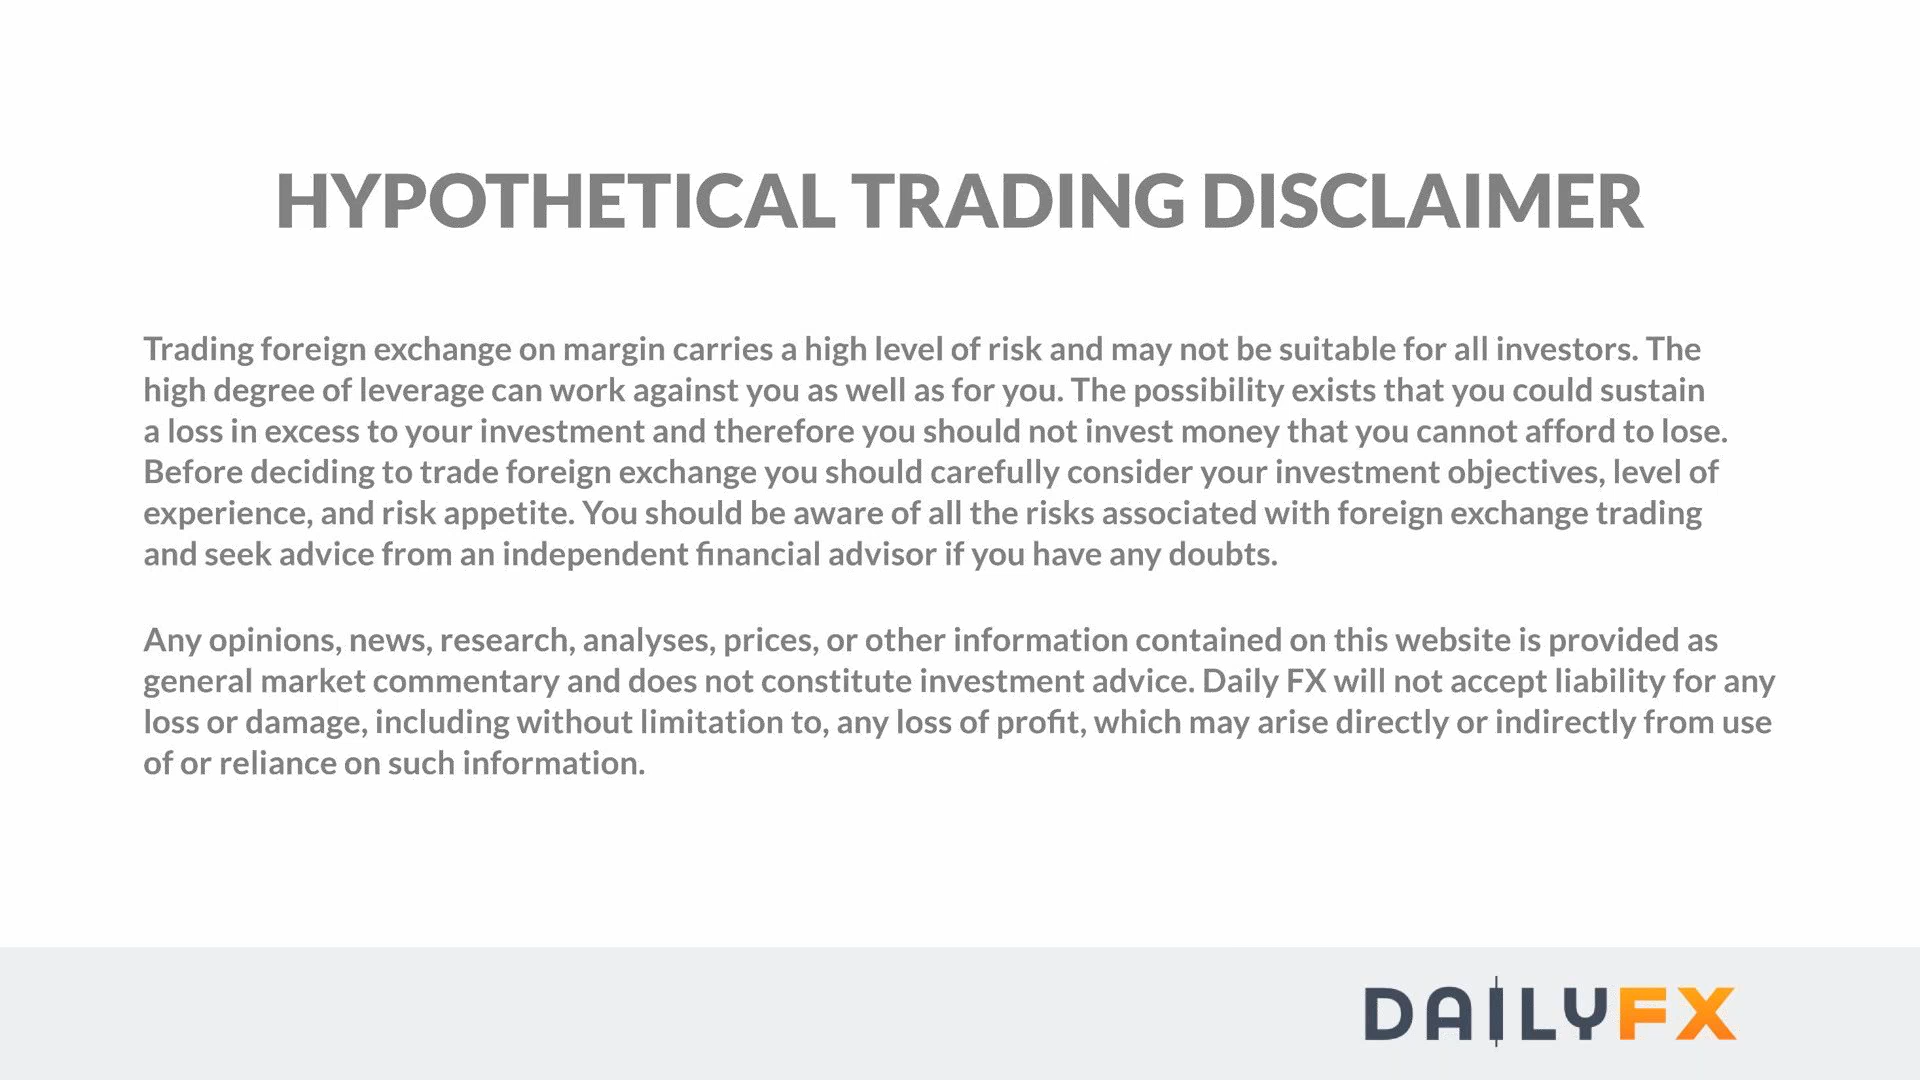 HYPOTHETICAL TRADING DISCLAIMER
Trading foreign exchange on margin carries a high level of risk and may not be suitable for all investors. The
high degree of leverage can work against you as well as for you. The possibility exists that you could sustain
a loss in excess to your investment and therefore you should not invest money that you cannot afford to lose.
Before deciding to trade foreign exchange you should carefully consider your investment objectives, level of
experience, and risk appetite. You should be aware of all the risks associated with foreign exchange trading
and seek advice from an independent financial advisor if you have any doubts.
Any opinions, news, research, analyses, prices, or other information contained on this website is provided as
general market commentary and does not constitute investment advice. Daily FX will not accept liability for any
loss or damage, including without limitation to, any loss of profit, which may arise directly or indirectly from use
of or reliance on such information.
DAILYFX